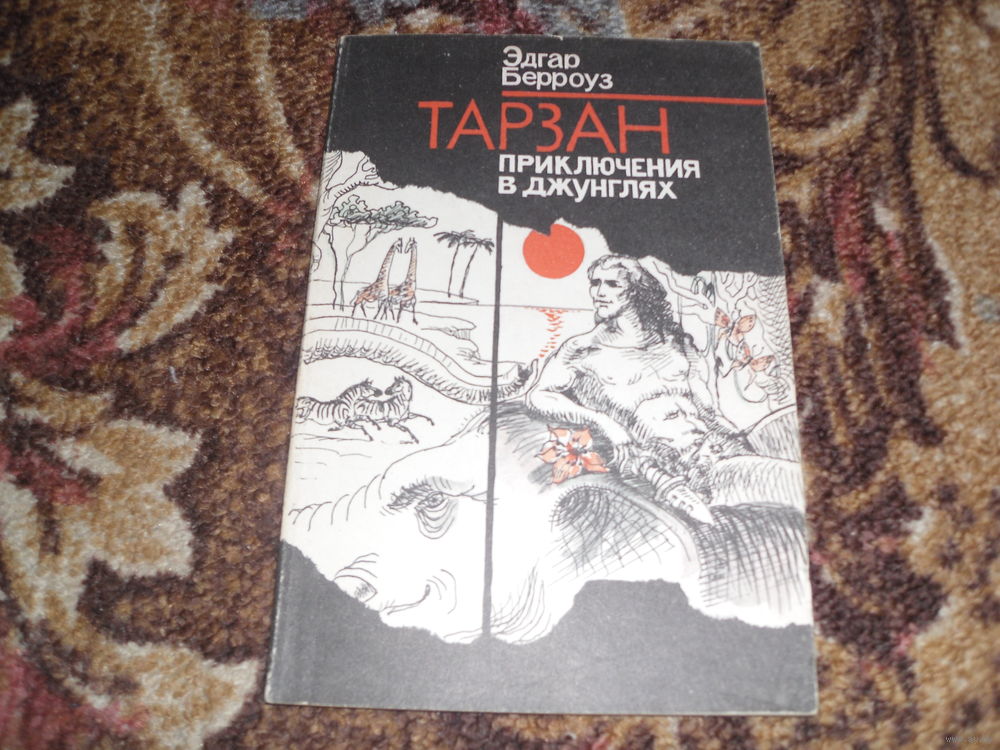 Эдгар
Берроуз
ТАРЗАН
ПРИКЛЮЧЕНИЯ
В ДЖУНГЛЯХ